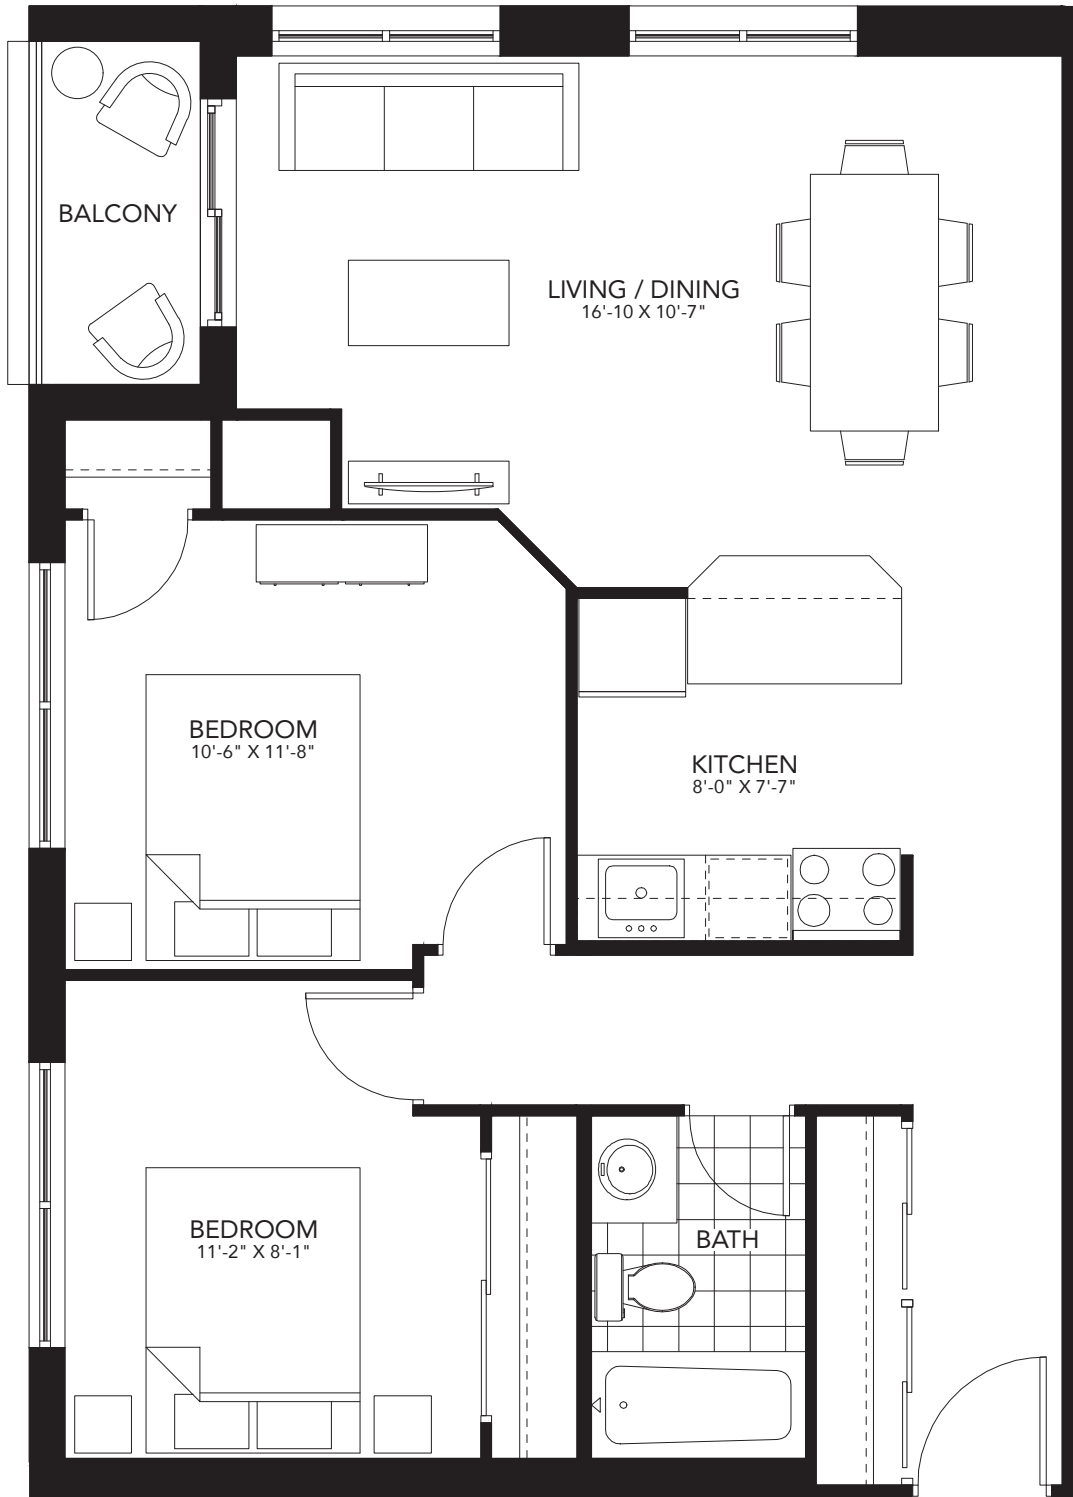 BALCONY
LIVING / DINING
16'-10 X 10'-7"
BEDROOM
10'-6" X 11'-8"
KITCHEN
8'-0" X 7'-7"
BEDROOM
11'-2" X 8'-1"
BATH